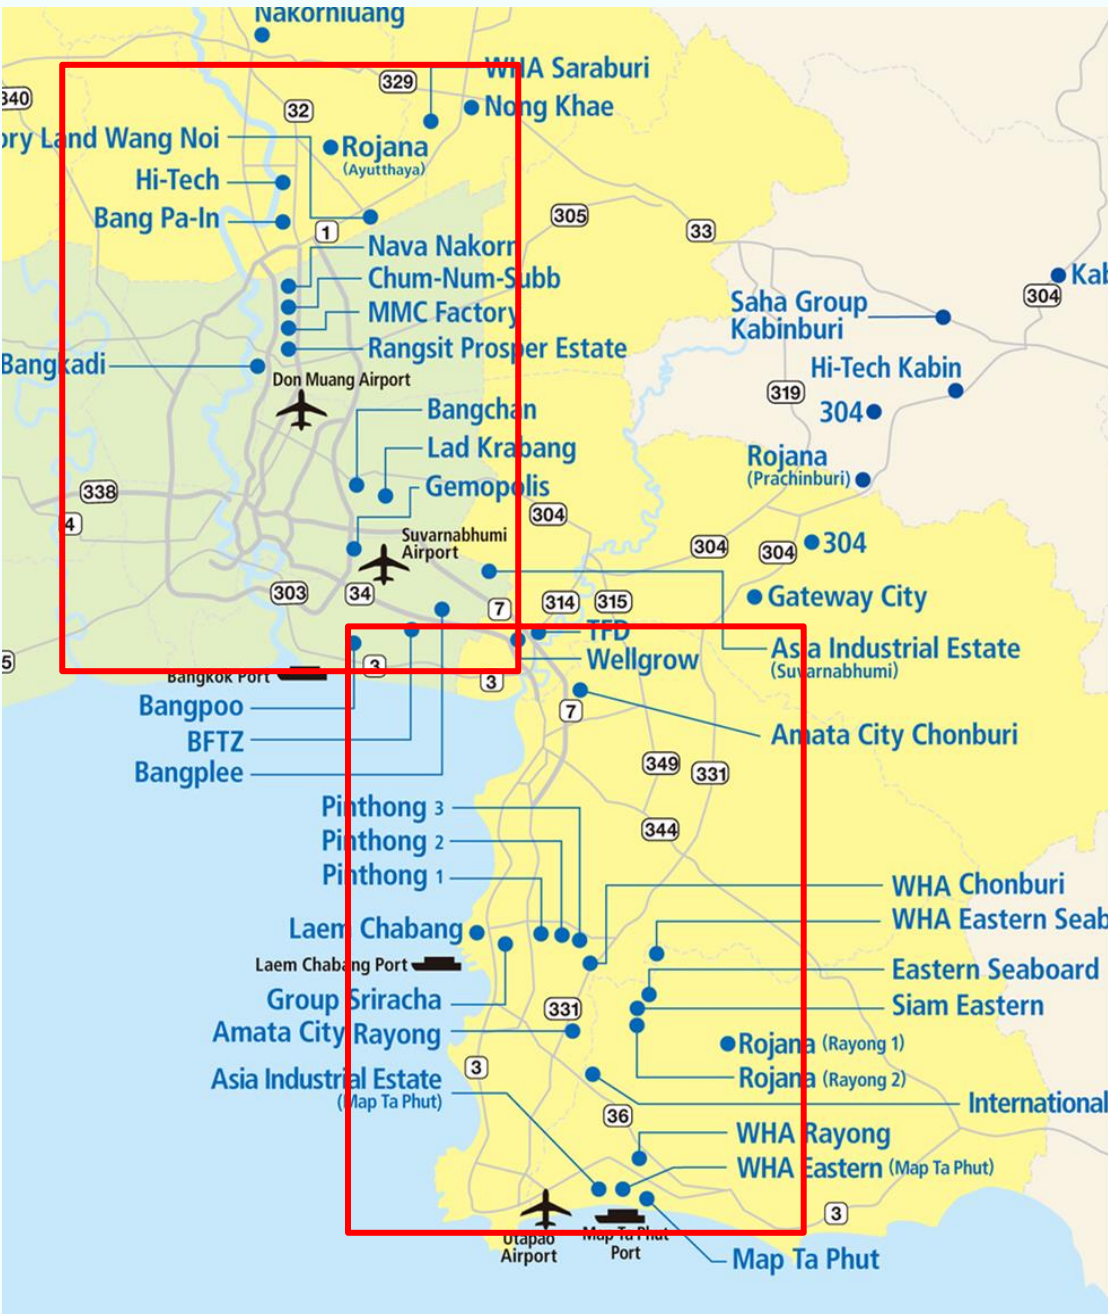 Nakornluang
WHA Saraburi
329
340
Nong Khae
32
ory Land Wang Noi
Rojana
(Ayutthaya)
Hi-Tech
Bang Pa-In
305
33
1
Nava Nakorn
Chum-Num-Subb
MMC Factory
Rangsit Prosper Estate
Kab
304
Saha Group
Kabinburi
Bangkadi
Don Muang Airport
Hi-Tech Kabin
319
304
Bangchan
Lad Krabang
Gemopolis
Rojana
(Prachinburi)
338
4
304
Suvarnabhumi
Airport
304
304
304
303
34
7
314
315
Gateway City
TFD
Wellgrow
Asia Industrial Estate
(Suvarnabhumi)
5
3
Bangkok Port
3
Bangpoo
BFTZ
Bangplee
7
Amata City Chonburi
349
331
Pinthong 3
Pinthong 2
Pinthong 1
344
WHA Chonburi
WHA Eastern Seab
Laem Chabang
Laem Chabang Port
Eastern Seaboard
Siam Eastern
Group Sriracha
331
Amata City Rayong
Rojana (Rayong 1)
3
Asia Industrial Estate
(Map Ta Phut)
Rojana (Rayong 2)
International
36
WHA Rayong
WHA Eastern (Map Ta Phut)
3
Utapao
Airport
Map Ta Phut
Port
Map Ta Phut